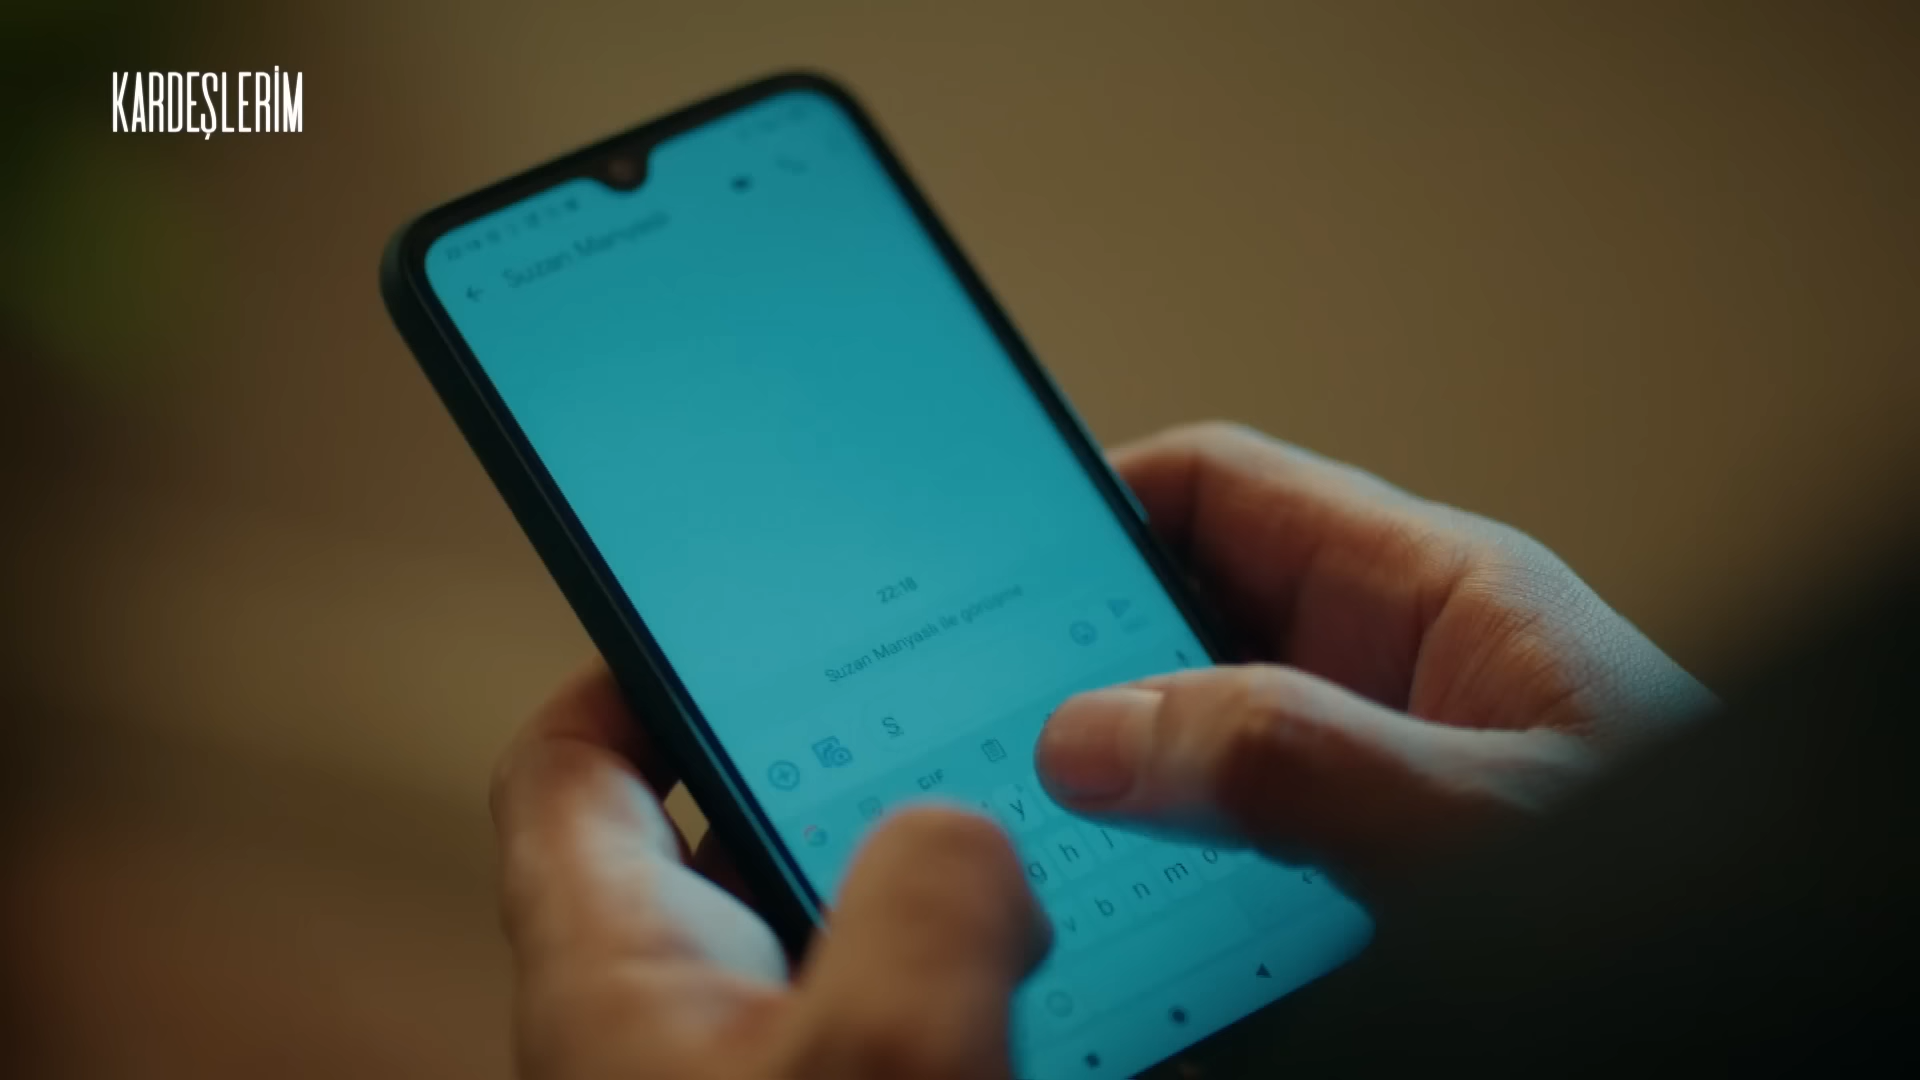 KARDEŞLERİM
Suzan Manyaslı
22:18
Suzan Manyaslı ile görüşme
S
GIF
y
g h j
v b n m ö